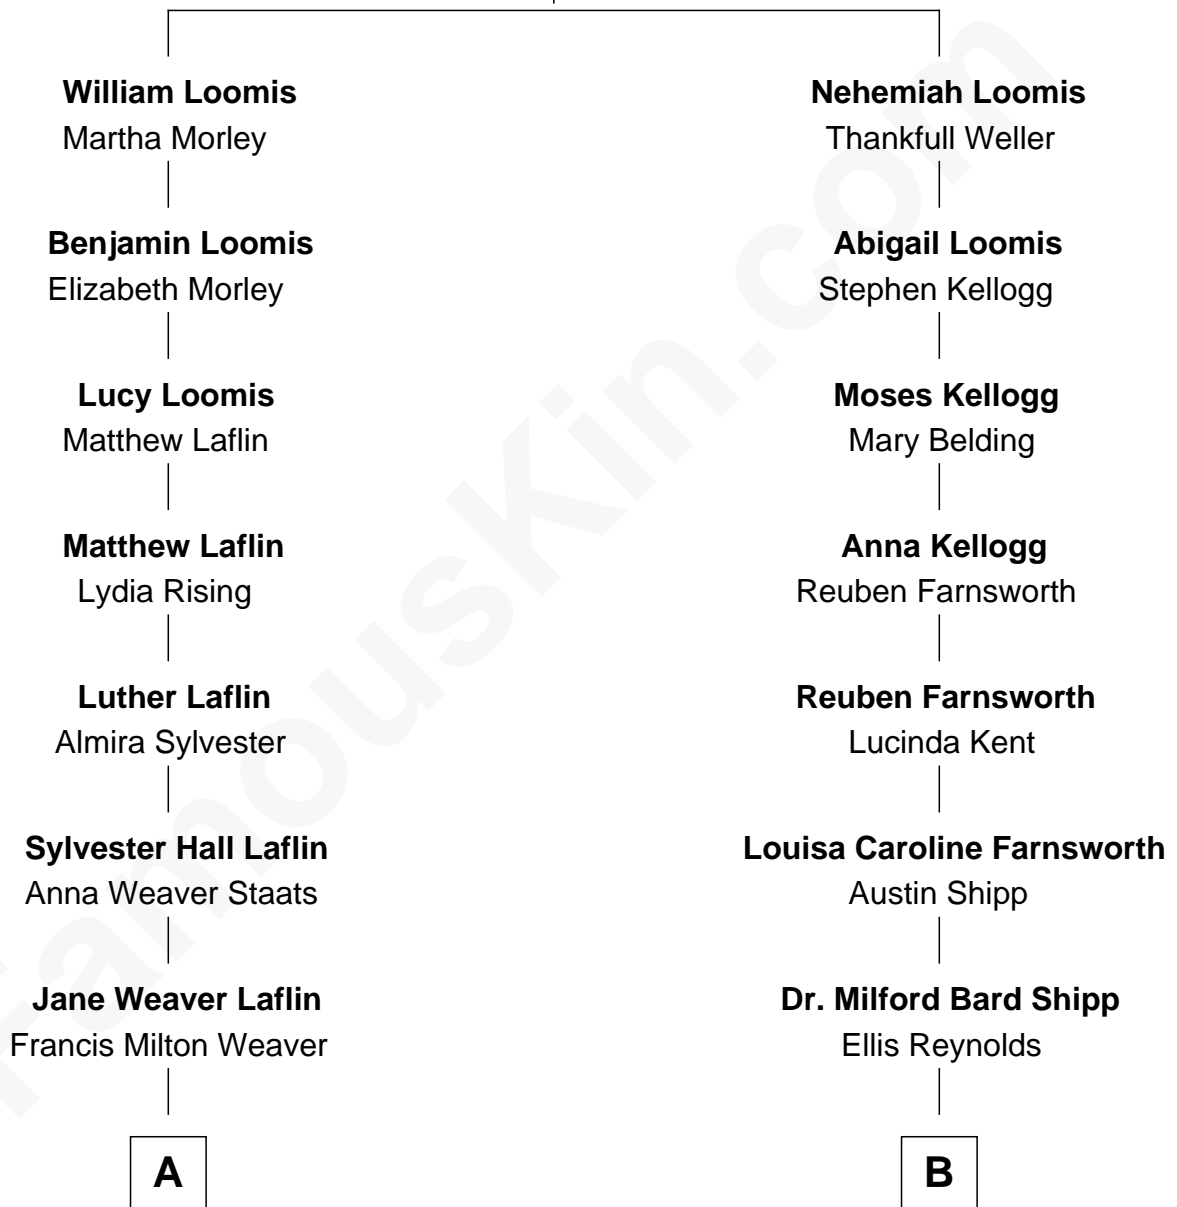 William Loomis
Martha Morley
Benjamin Loomis
Elizabeth Morley
Lucy Loomis
Matthew Laflin
Matthew Laflin
Lydia Rising
Luther Laflin
Almira Sylvester
Sylvester Hall Laflin
Anna Weaver Staats
Jane Weaver Laflin
Francis Milton Weaver
A
Nehemiah Loomis
Thankfull Weller
Abigail Loomis
Stephen Kellogg
Moses Kellogg
Mary Belding
Anna Kellogg
Reuben Farnsworth
Reuben Farnsworth
Lucinda Kent
Louisa Caroline Farnsworth
Austin Shipp
Dr. Milford Bard Shipp
Ellis Reynolds
B
FamousKin.com